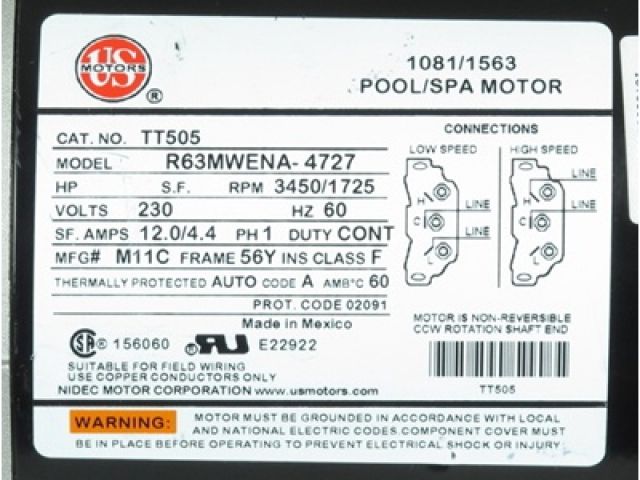 US
MOTORS
®
1081/1563
POOL/SPA MOTOR
CAT. NO. TT505
MODEL R63MWENA-4727
HP S.F. RPM 3450/1725
VOLTS 230 HZ 60
SF. AMPS 12.0/4.4 PH 1 DUTY CONT
MFG# M11C FRAME 56Y INS CLASS F
THERMALLY PROTECTED AUTO CODE A AMB°C 60
PROT. CODE 02091
Made in Mexico
SA® 156060 RU E22922
SUITABLE FOR FIELD WIRING
USE COPPER CONDUCTORS ONLY
NIDEC MOTOR CORPORATION www.usmotors.com
CONNECTIONS
LOW SPEED HIGH SPEED
H LINE H LINE
C LINE C LINE
L L
MOTOR IS NON-REVERSIBLE
CCW ROTATION SHAFT END
TT505
WARNING: MOTOR MUST BE GROUNDED IN ACCORDANCE WITH LOCAL
AND NATIONAL ELECTRIC CODES. ALL WIRING COMPONENT COVER MUST
BE IN PLACE BEFORE OPERATING TO PREVENT ELECTRICAL SHOCK OR INJURY.